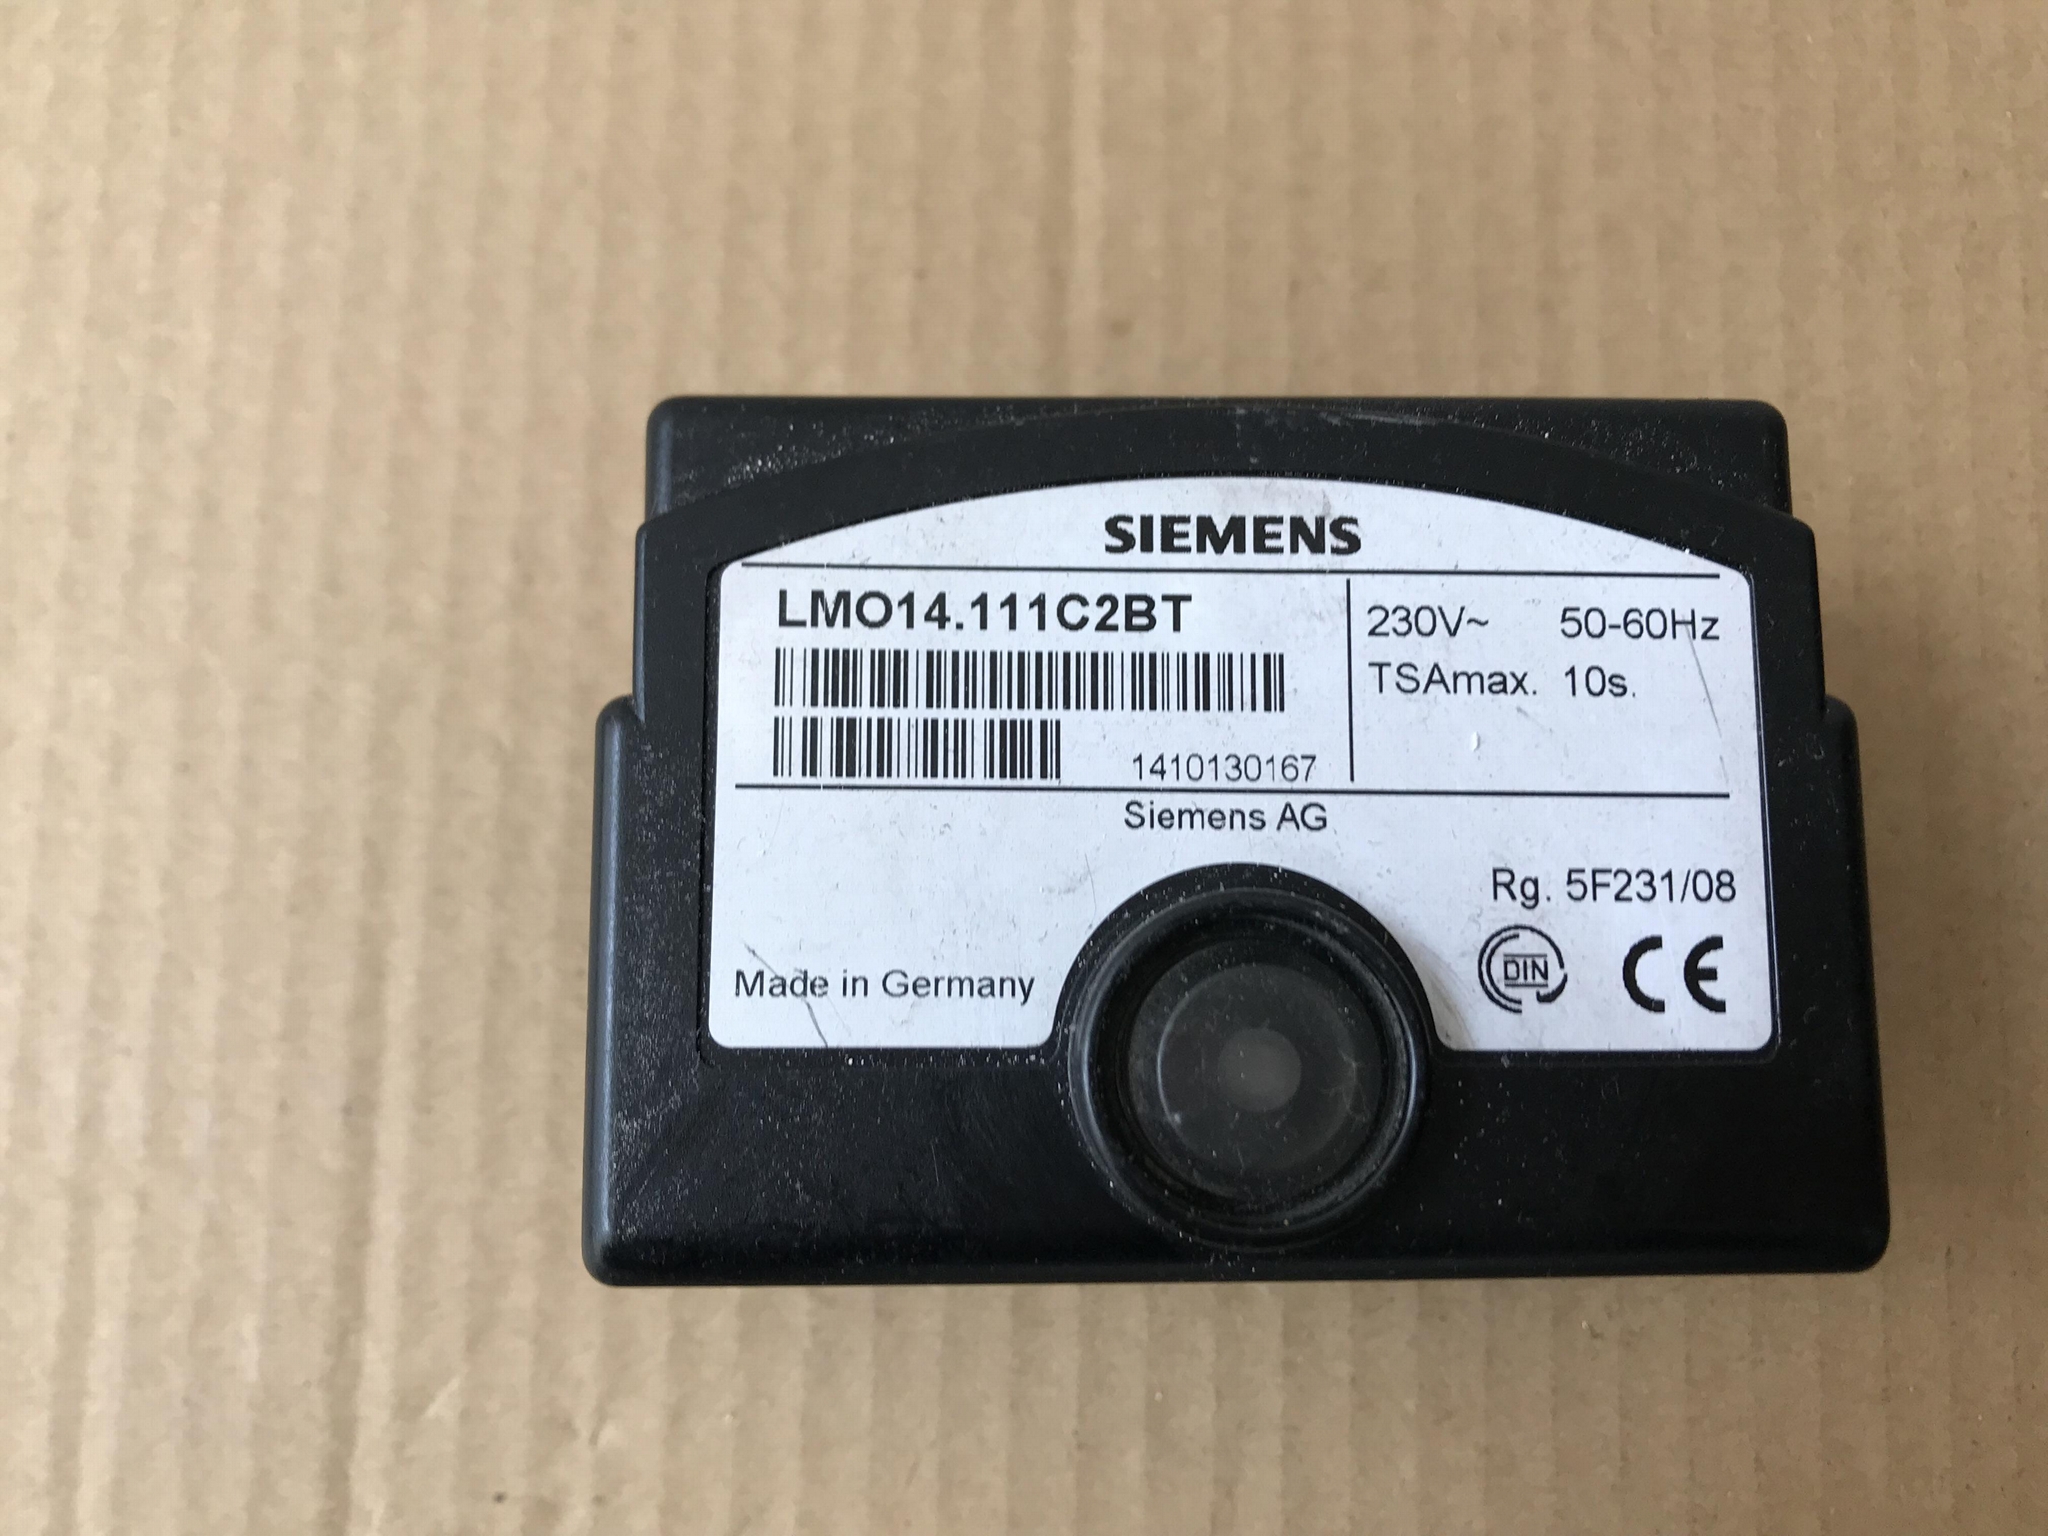 SIEMENS
LMO14.111C2BT
230V~ 50-60Hz
TSAmax. 10s.
1410130167
Siemens AG
Rg. 5F231/08
Made in Germany
DIN
CE